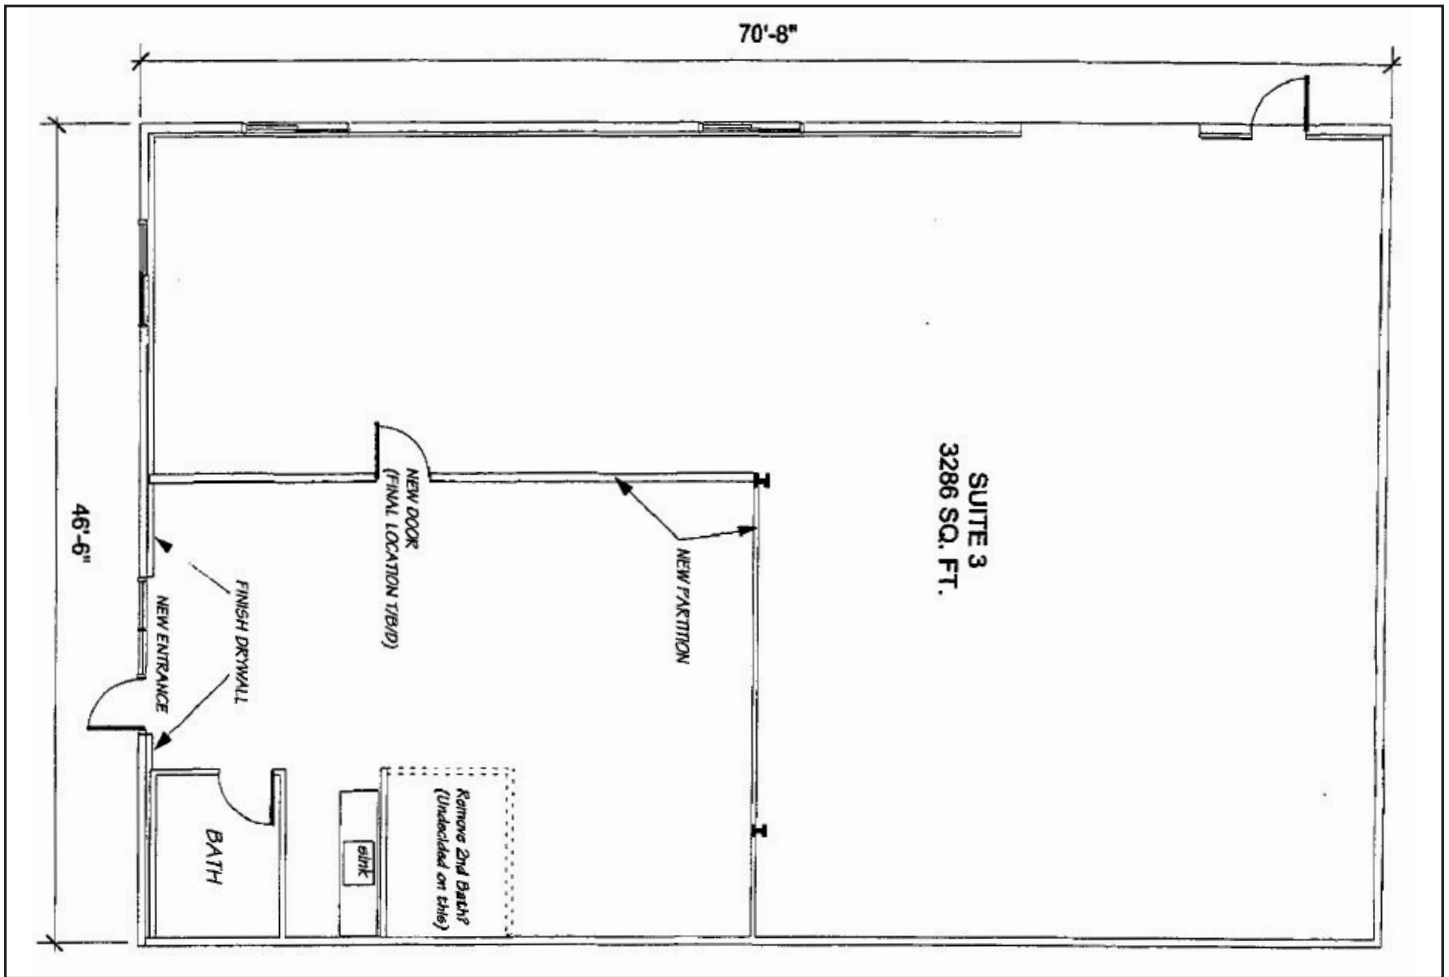 70'-8"
46'-6"
SUITE 3
3286 SQ. FT.
NEW DOOR
(FINAL LOCATION T/B/D)
NEW PARTITION
FINISH DRYWALL
NEW ENTRANCE
BATH
sink
Remove 2nd Bath?
(Undecided on this)